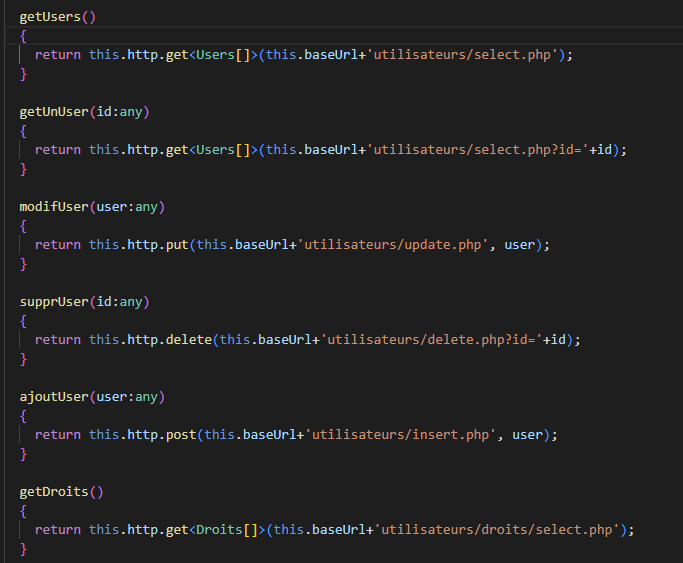 getUsers()
{
return this.http.get<Users[]>(this.baseUrl+'utilisateurs/select.php');
}
getUnUser(id:any)
{
return this.http.get<Users[]>(this.baseUrl+'utilisateurs/select.php?id='+id);
}
modifUser(user:any)
{
return this.http.put(this.baseUrl+'utilisateurs/update.php', user);
}
supprUser(id:any)
{
return this.http.delete(this.baseUrl+'utilisateurs/delete.php?id='+id);
}
ajoutUser(user:any)
{
return this.http.post(this.baseUrl+'utilisateurs/insert.php', user);
}
getDroits()
{
return this.http.get<Droits[]>(this.baseUrl+'utilisateurs/droits/select.php');
}